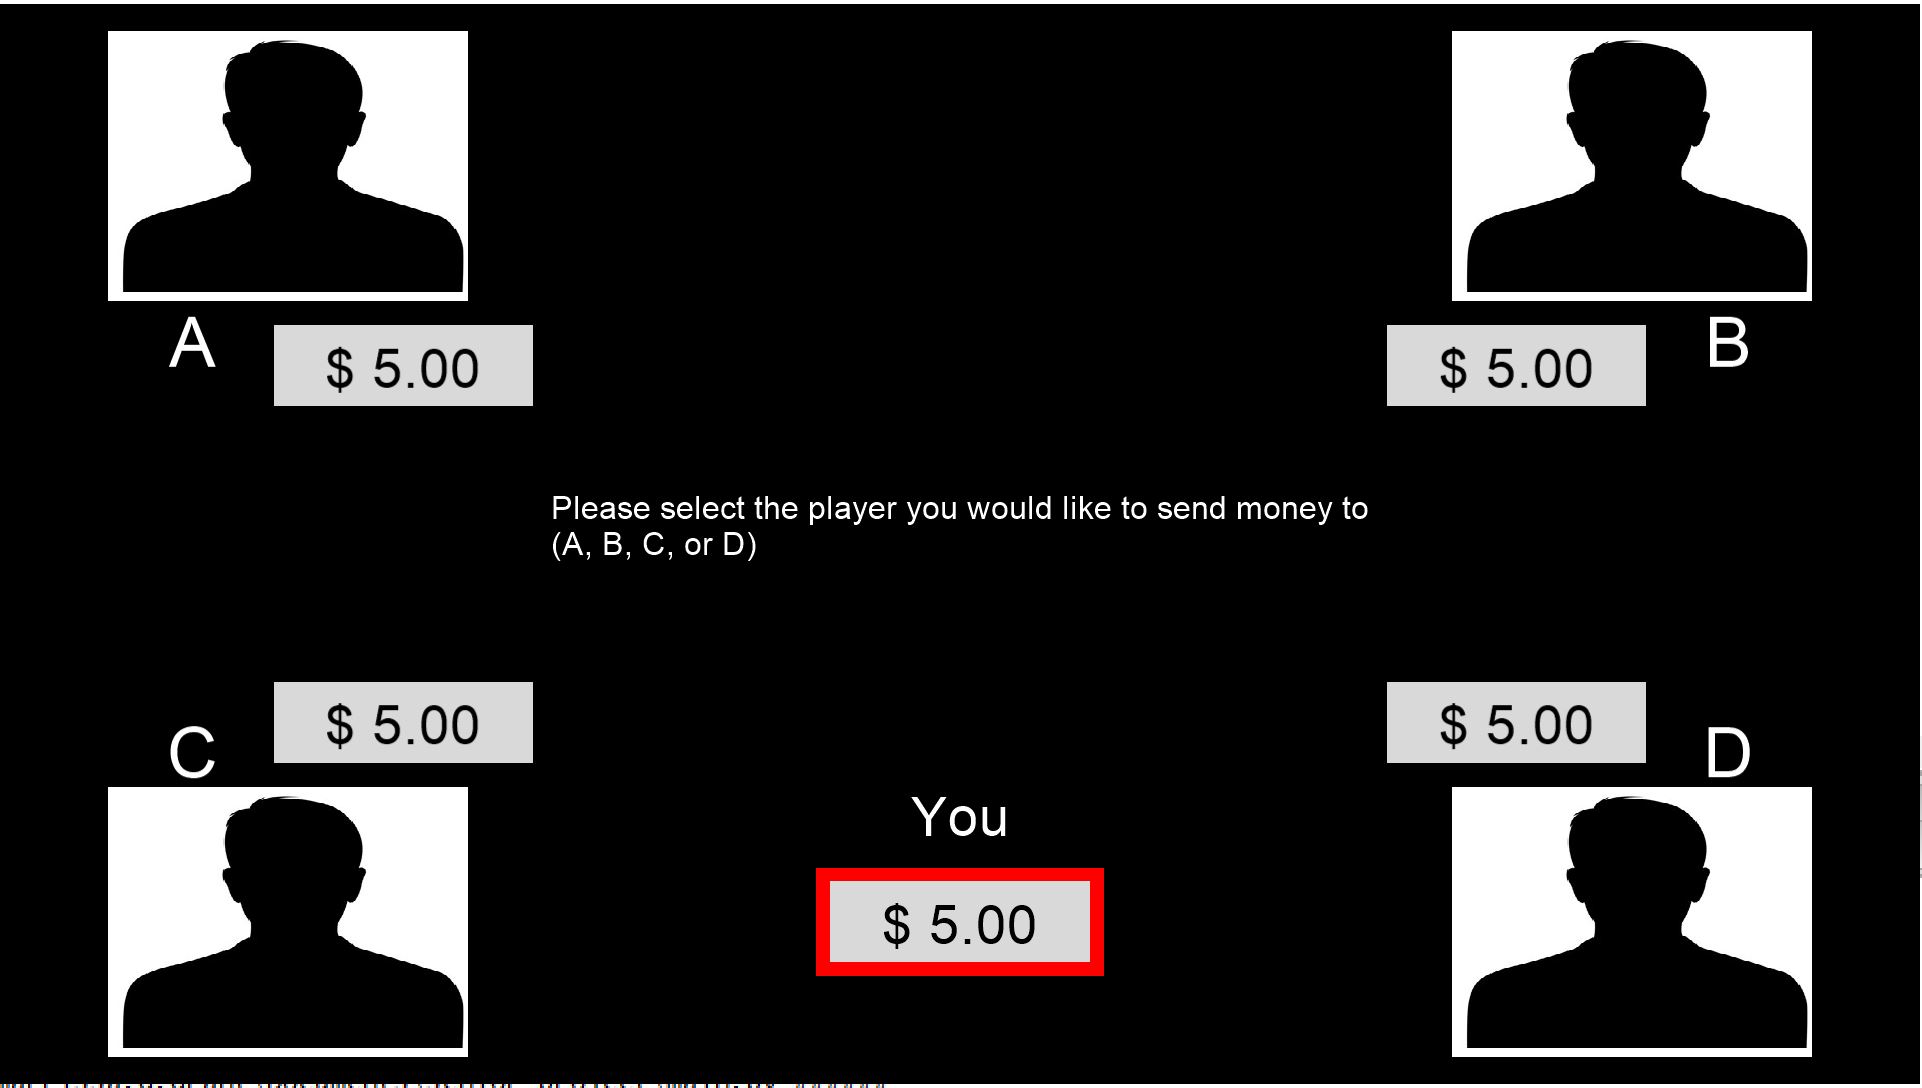 A
$ 5.00
$ 5.00
B
Please select the player you would like to send money to
(A, B, C, or D)
C
$ 5.00
$ 5.00
D
You
$ 5.00